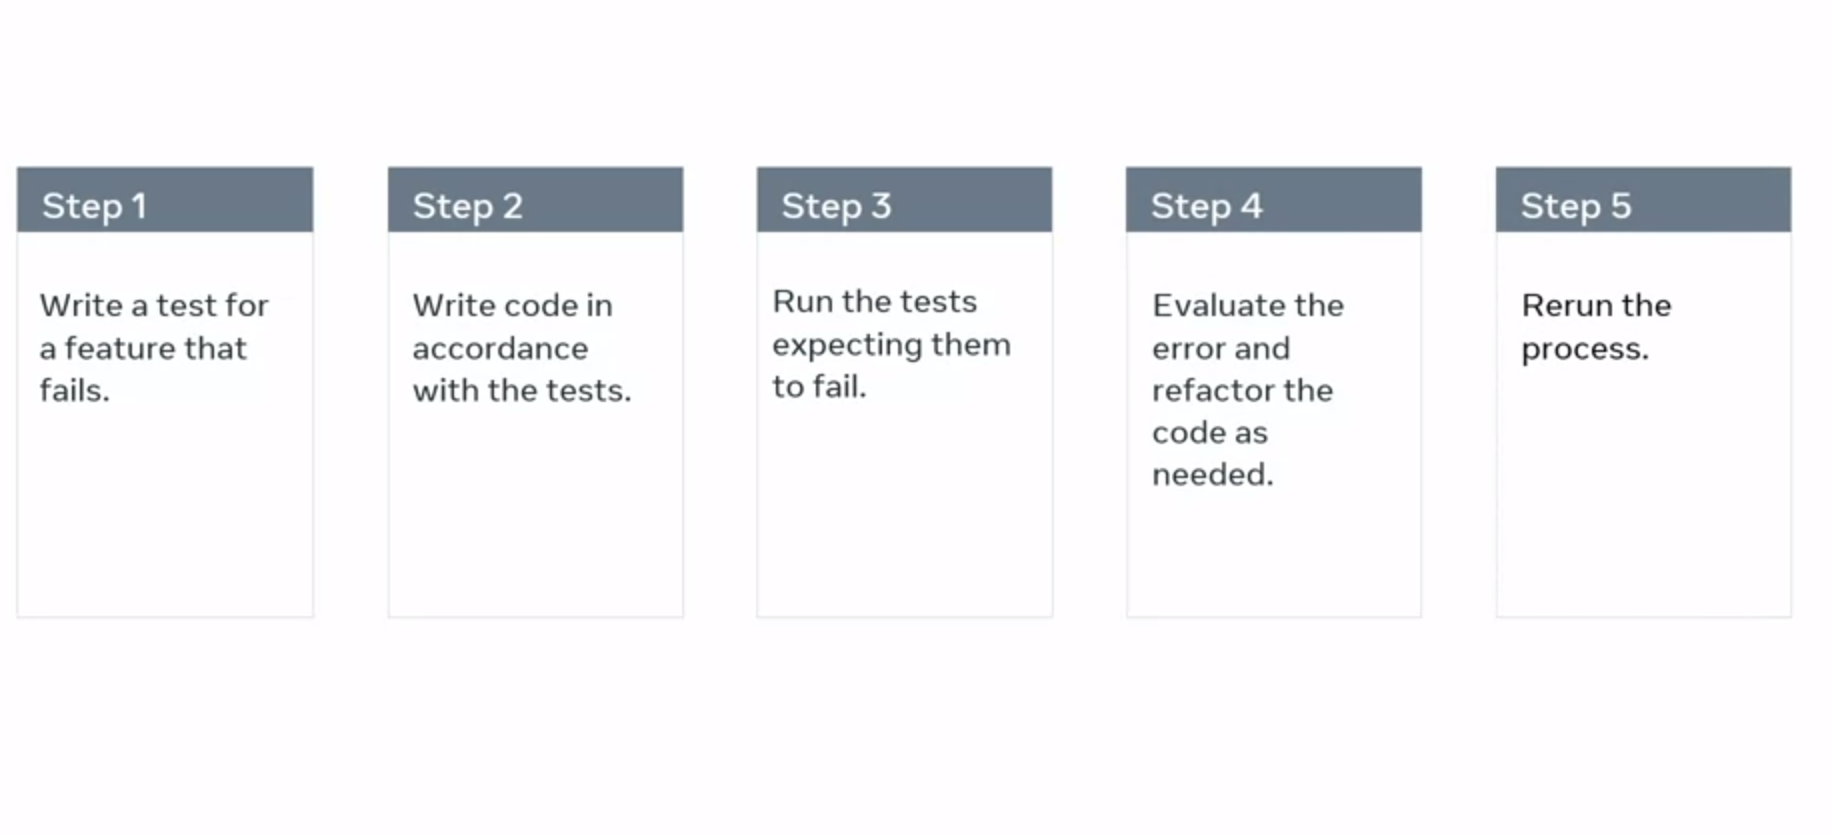 Step 1
Write a test for
a feature that
fails.
Step 2
Write code in
accordance
with the tests.
Step 3
Run the tests
expecting them
to fail.
Step 4
Evaluate the
error and
refactor the
code as
needed.
Step 5
Rerun the
process.